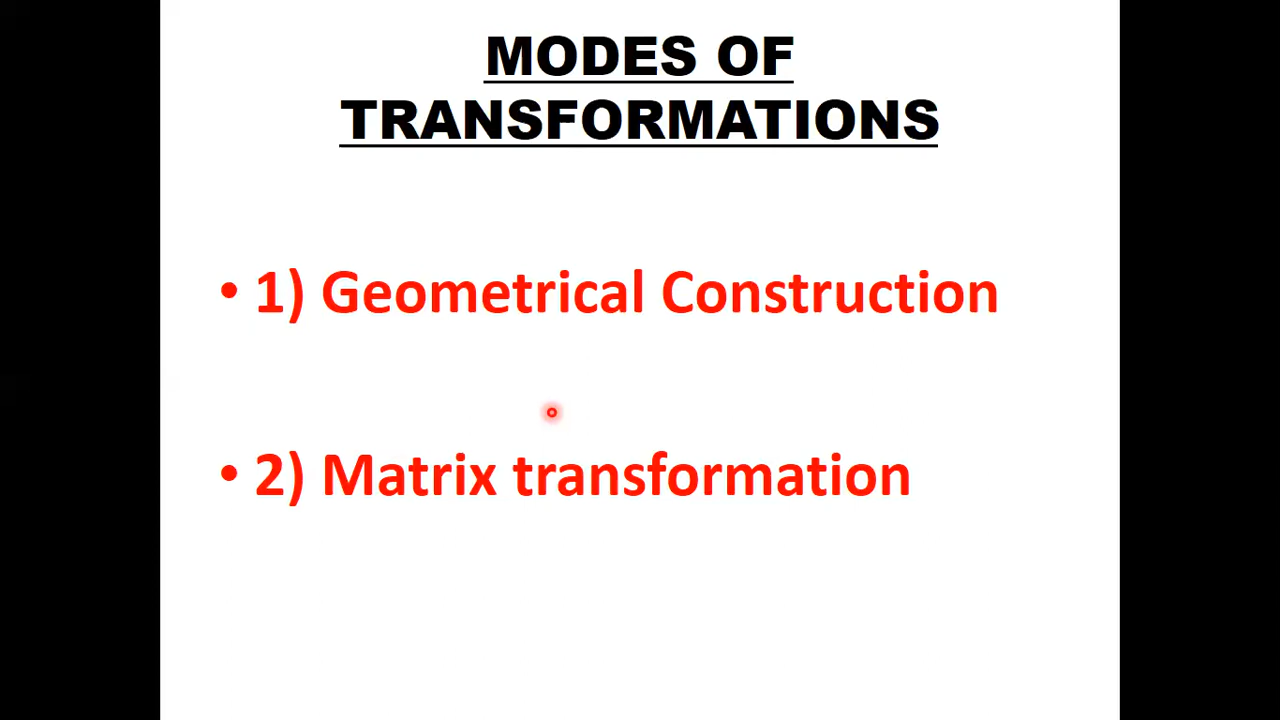 MODES OF
TRANSFORMATIONS
• 1) Geometrical Construction
• 2) Matrix transformation